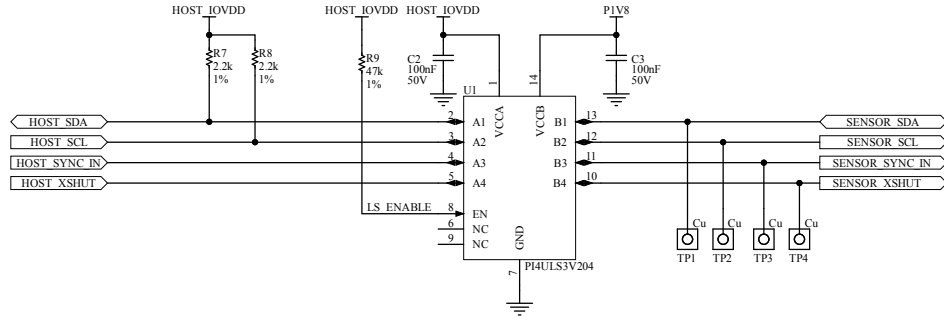 HOST_IOVDD
HOST_IOVDD
HOST_IOVDD
P1V8
R7
2.2k
1%
R8
2.2k
1%
R9
47k
1%
C2
100nF
50V
C3
100nF
50V
1
14
U1
VCCA
VCCB
HOST_SDA
2
A1
B1
13
SENSOR_SDA
HOST_SCL
3
A2
B2
12
SENSOR_SCL
HOST_SYNC_IN
4
A3
B3
11
SENSOR_SYNC_IN
HOST_XSHUT
5
A4
B4
10
SENSOR_XSHUT
LS_ENABLE
8
EN
6
NC
9
NC
GND
7
PI4ULS3V204
Cu
Cu
Cu
Cu
TP1
TP2
TP3
TP4